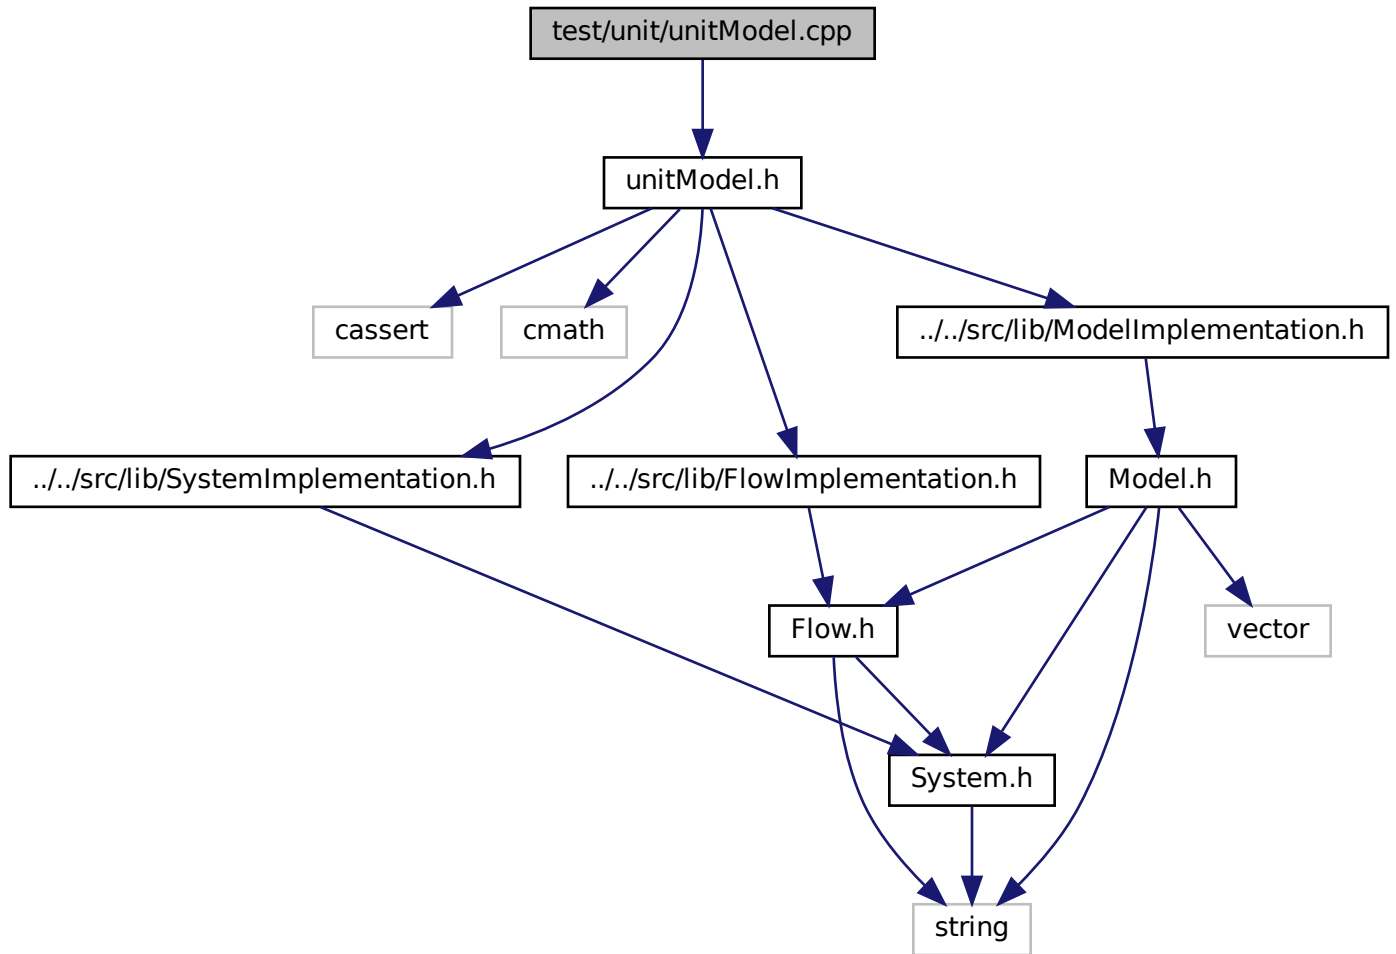 test/unit/unitModel.cpp
unitModel.h
cassert
cmath
../../src/lib/ModelImplementation.h
../../src/lib/SystemImplementation.h
../../src/lib/FlowImplementation.h
Model.h
Flow.h
vector
System.h
string